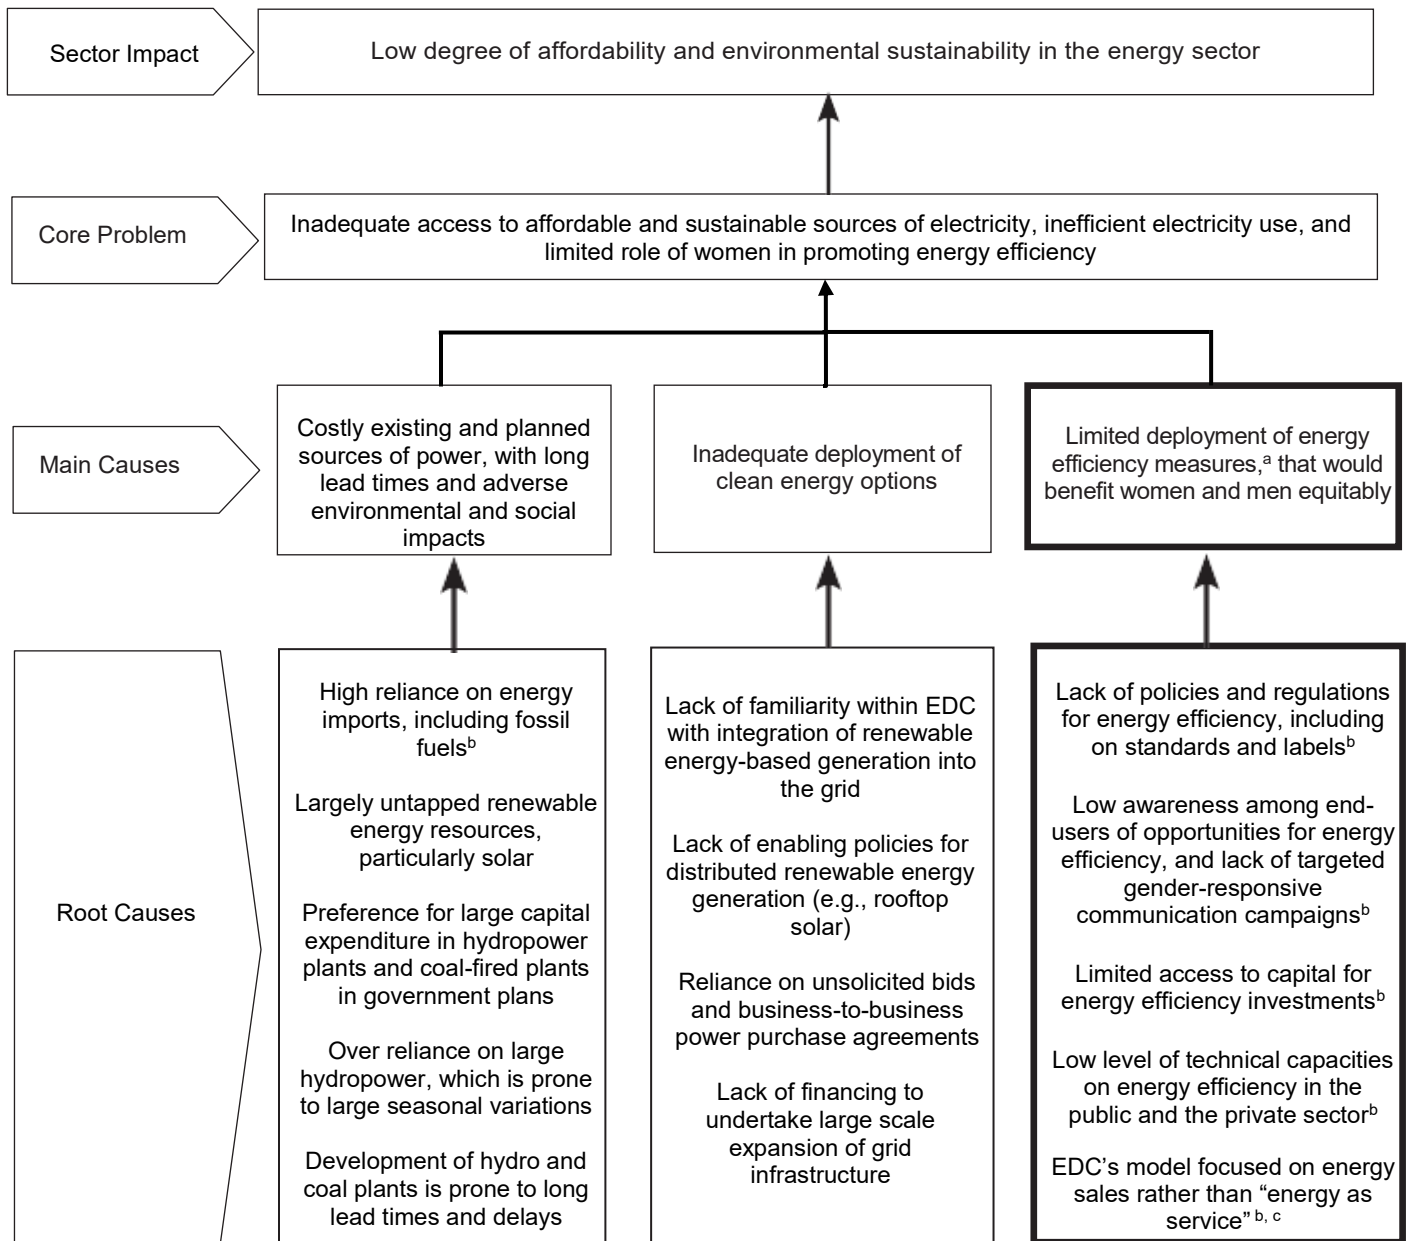 Sector Impact
Low degree of affordability and environmental sustainability in the energy sector
Core Problem
Inadequate access to affordable and sustainable sources of electricity, inefficient electricity use, and
limited role of women in promoting energy efficiency
Main Causes
Costly existing and planned
sources of power, with long
lead times and adverse
environmental and social
impacts
Inadequate deployment of
clean energy options
Limited deployment of energy
efficiency measures,ᵃ that would
benefit women and men equitably
Root Causes
High reliance on energy
imports, including fossil
fuelsᵇ
Largely untapped renewable
energy resources,
particularly solar
Preference for large capital
expenditure in hydropower
plants and coal-fired plants
in government plans
Over reliance on large
hydropower, which is prone
to large seasonal variations
Development of hydro and
coal plants is prone to long
lead times and delays
Lack of familiarity within EDC
with integration of renewable
energy-based generation into
the grid
Lack of enabling policies for
distributed renewable energy
generation (e.g., rooftop
solar)
Reliance on unsolicited bids
and business-to-business
power purchase agreements
Lack of financing to
undertake large scale
expansion of grid
infrastructure
Lack of policies and regulations
for energy efficiency, including
on standards and labelsᵇ
Low awareness among end-
users of opportunities for energy
efficiency, and lack of targeted
gender-responsive
communication campaignsᵇ
Limited access to capital for
energy efficiency investmentsᵇ
Low level of technical capacities
on energy efficiency in the
public and the private sectorᵇ
EDC's model focused on energy
sales rather than “energy as
service” ᵇ, ᶜ